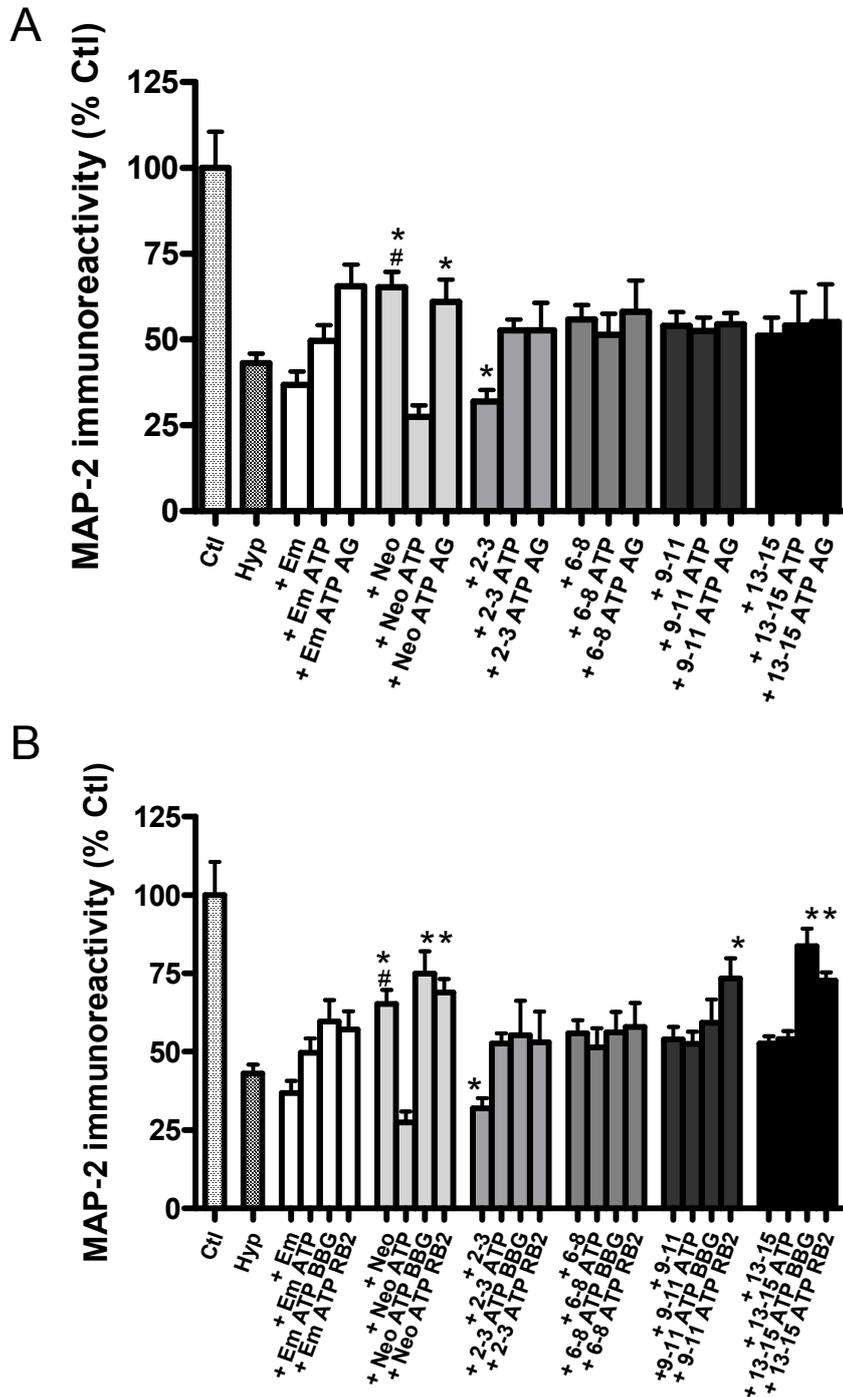 A
MAP-2 immunoreactivity (% Ctl)
125
100
75
50
25
0
*
#
*
*
Ctl
Hyp
+ Em
+ Em ATP
+ Em ATP AG
+ Neo
+ Neo ATP
+ Neo ATP AG
+ 2-3
+ 2-3 ATP
+ 2-3 ATP AG
+ 6-8
+ 6-8 ATP
+ 6-8 ATP AG
+ 9-11
+ 9-11 ATP
+ 9-11 ATP AG
+ 13-15
+ 13-15 ATP
+ 13-15 ATP AG
B
MAP-2 immunoreactivity (% Ctl)
125
100
75
50
25
0
*
#
* *
*
*
* *
Ctl
Hyp
+ Em
+ Em ATP
+ Em ATP BBG
+ Em ATP RB2
+ Neo
+ Neo ATP
+ Neo ATP BBG
+ Neo ATP RB2
+ 2-3
+ 2-3 ATP
+ 2-3 ATP BBG
+ 2-3 ATP RB2
+ 6-8
+ 6-8 ATP
+ 6-8 ATP BBG
+ 6-8 ATP RB2
+ 9-11
+ 9-11 ATP
+9-11 ATP BBG
+ 9-11 ATP RB2
+ 13-15
+ 13-15 ATP
+ 13-15 ATP BBG
+ 13-15 ATP RB2